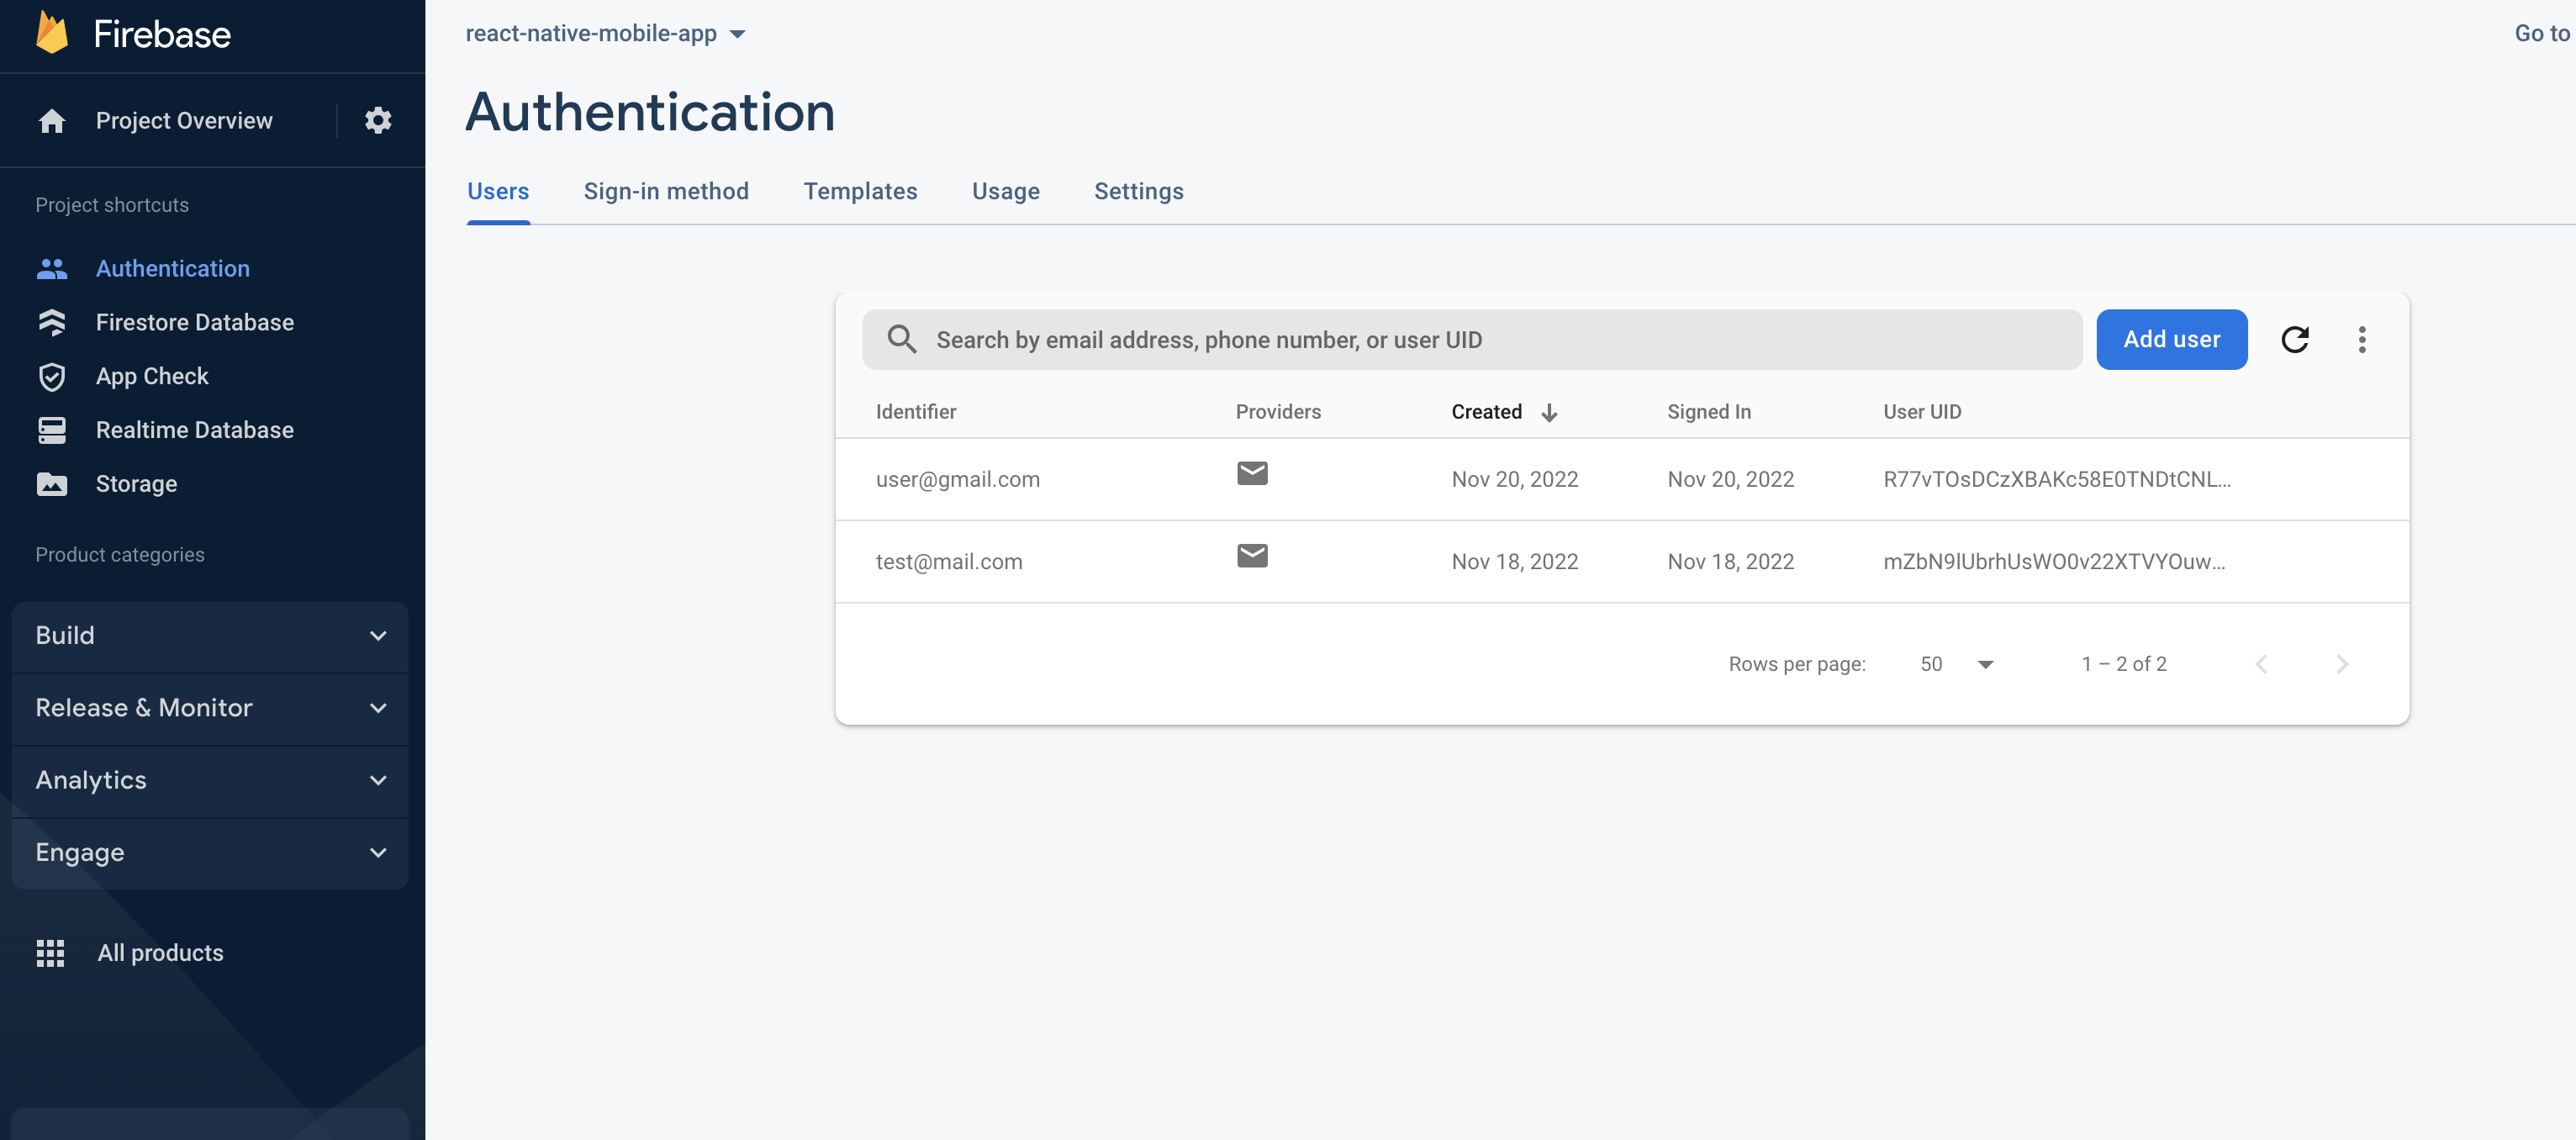 Firebase
Project Overview
Project shortcuts
Authentication
Firestore Database
App Check
Realtime Database
Storage
Product categories
Build
Release & Monitor
Analytics
Engage
All products
react-native-mobile-app
Go to
Authentication
Users Sign-in method Templates Usage Settings
Search by email address, phone number, or user UID
Add user
Identifier Providers Created Signed In User UID
user@gmail.com Nov 20, 2022 Nov 20, 2022 R77vTOsDCzXBAKc58E0TNDtCNL...
test@mail.com Nov 18, 2022 Nov 18, 2022 mZbN9lUbrhUsWO0v22XTVYOuw...
Rows per page: 50 1 – 2 of 2